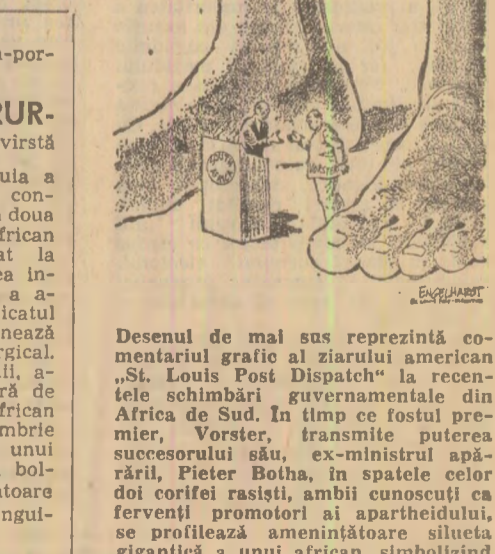 a-por-
RUR-
virstă
ula a
con-
doua
frican
at la
ea in-
a a-
icatul
nează
rgical.
ii, a-
ră de
frican
mbrie
unui
bol-
toare
ngui-
ENGELHARDT
Desenul de mai sus reprezintă co-
mentariul grafic al ziarului american
„St. Louis Post Dispatch“ la recen-
tele schimbări guvernamentale din
Africa de Sud. În timp ce fostul pre-
mier, Vorster, transmite puterea
succesorului său, ex-ministrul apă-
rării, Pieter Botha, în spatele celor
doi corifei rasiști, ambii cunoscuți ca
fervenți promotori ai apartheidului,
se profilează amenințătoare silueta
gigantică a unui african, simbolizînd